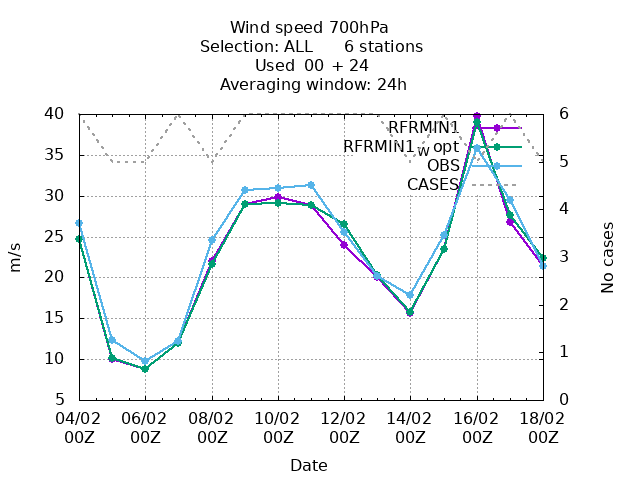 Wind speed 700hPa
Selection: ALL      6 stations
Used  00 + 24
Averaging window: 24h
40
35
30
25
20
15
10
5
m/s
6
5
4
3
2
1
0
No cases
RFRMIN1
RFRMIN1_W opt
OBS
CASES
04/02 06/02 08/02 10/02 12/02 14/02 16/02 18/02
00Z 00Z 00Z 00Z 00Z 00Z 00Z 00Z
Date